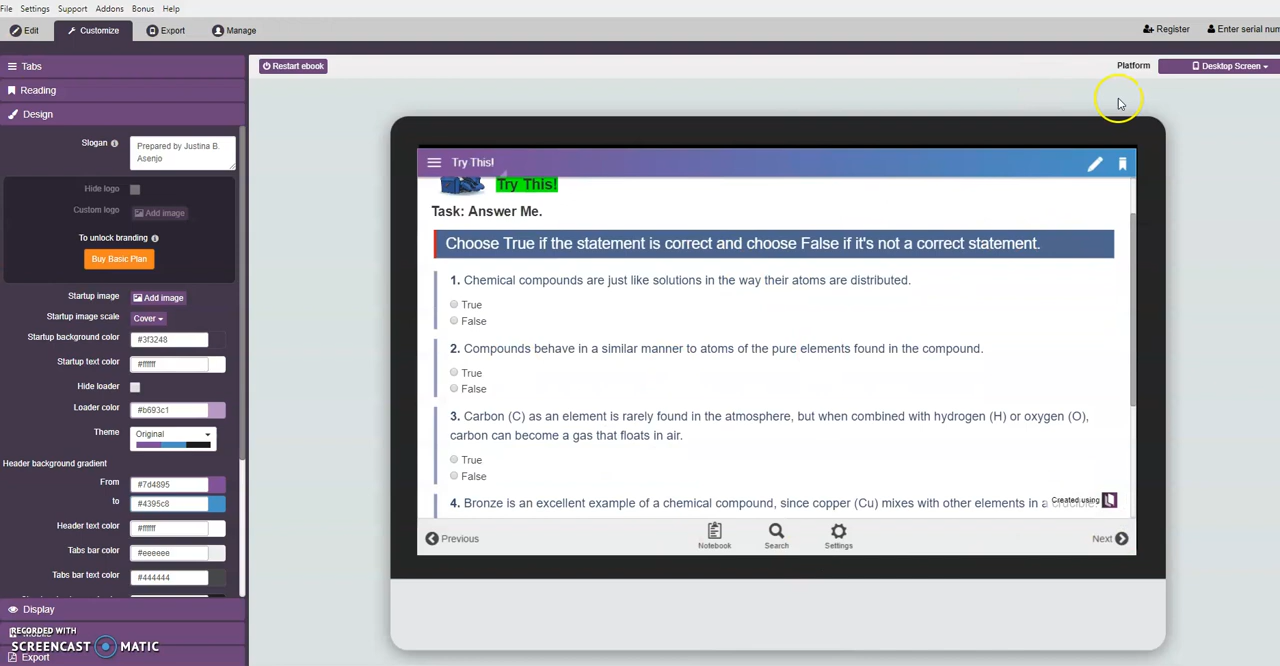 File Settings Support Addons Bonus Help
Edit Customize Export Manage Register Enter serial num
Tabs
Reading
Design
Slogan Prepared by Justina B.
Asenjo
Hide logo
Custom logo Add image
To unlock branding
Buy Basic Plan
Startup image Add image
Startup image scale Cover
Startup background color #3f3248
Startup text color #ffffff
Hide loader
Loader color #b693c1
Theme Original
Header background gradient
From #7d4895
to #4395c8
Header text color #ffffff
Tabs bar color #eeeeee
Tabs bar text color #444444
Display
Export
RECORDED WITH
SCREENCAST MATIC
Restart ebook Platform Desktop Screen
Try This!
Try This!
Task: Answer Me.
Choose True if the statement is correct and choose False if it's not a correct statement.
1. Chemical compounds are just like solutions in the way their atoms are distributed.
True
False
2. Compounds behave in a similar manner to atoms of the pure elements found in the compound.
True
False
3. Carbon (C) as an element is rarely found in the atmosphere, but when combined with hydrogen (H) or oxygen (O),
carbon can become a gas that floats in air.
True
False
4. Bronze is an excellent example of a chemical compound, since copper (Cu) mixes with other elements in a crucible.
Created using
Previous Notebook Search Settings Next